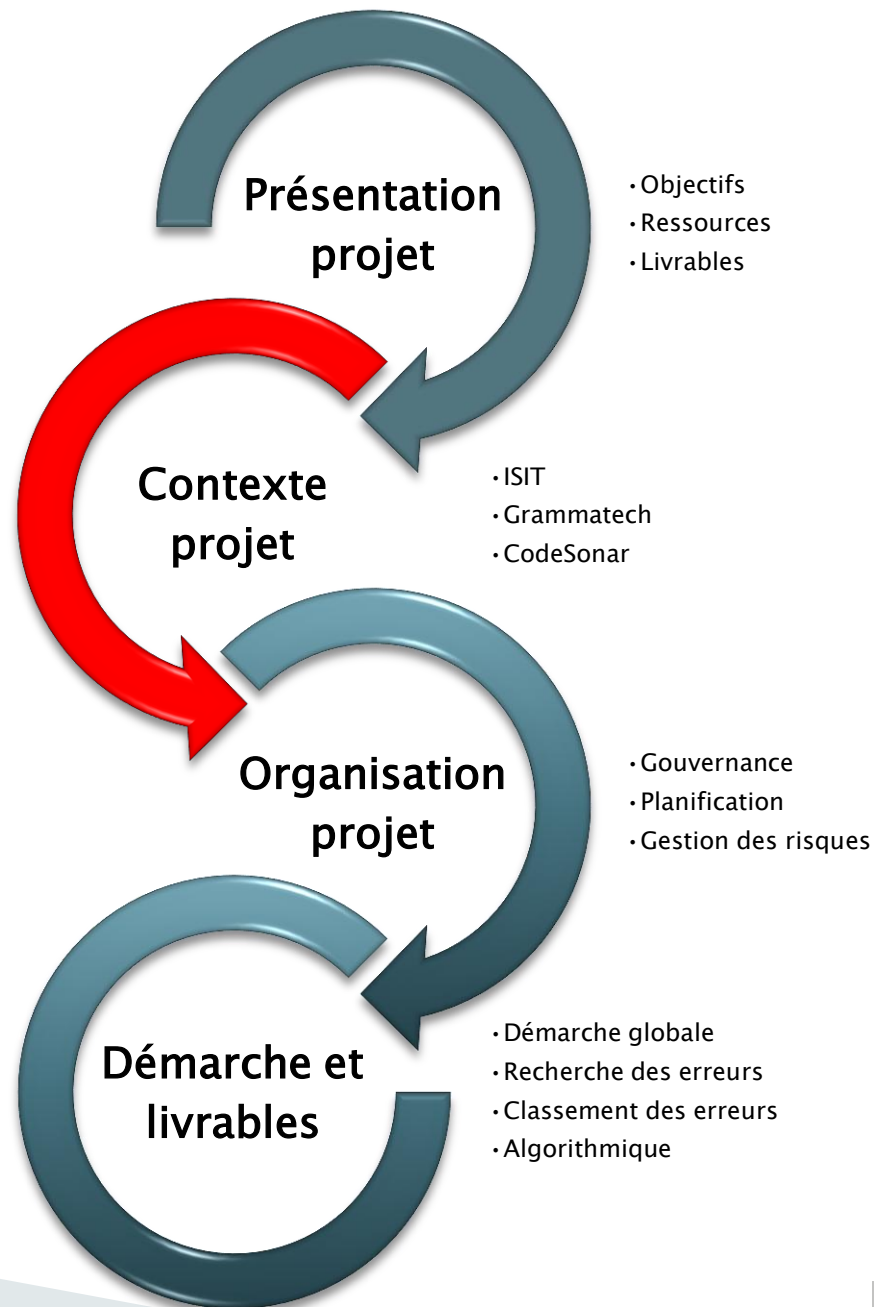 Présentation
projet
·Objectifs
·Ressources
·Livrables
Contexte
projet
·ISIT
·Grammatech
·CodeSonar
Organisation
projet
·Gouvernance
·Planification
·Gestion des risques
Démarche et
livrables
·Démarche globale
·Recherche des erreurs
·Classement des erreurs
·Algorithmique